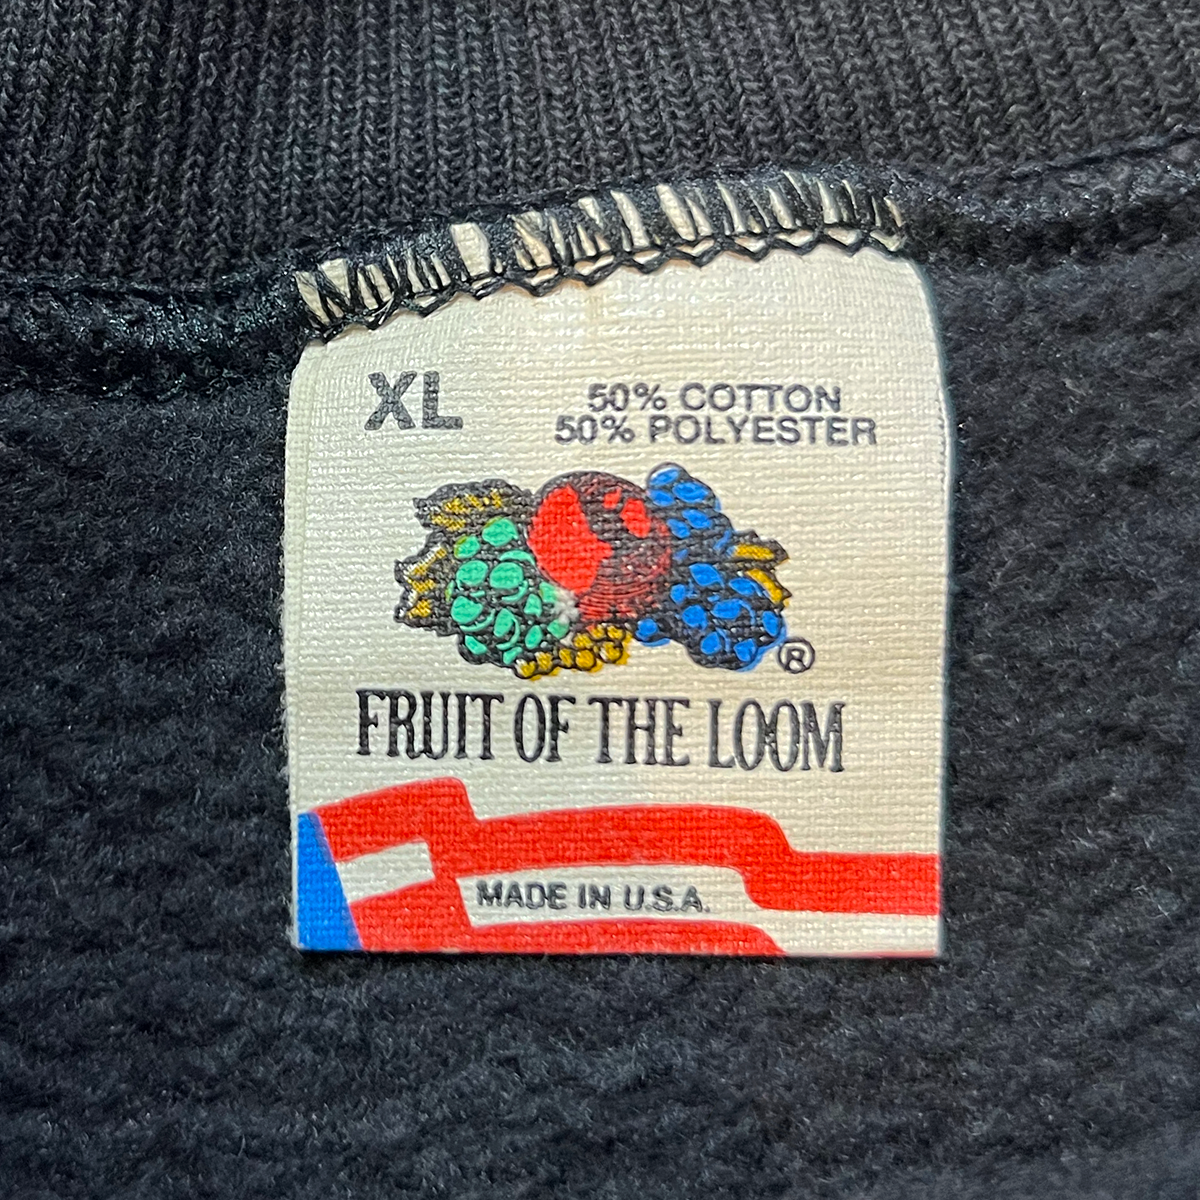 XL
50% COTTON
50% POLYESTER
®
FRUIT OF THE LOOM
MADE IN U.S.A.